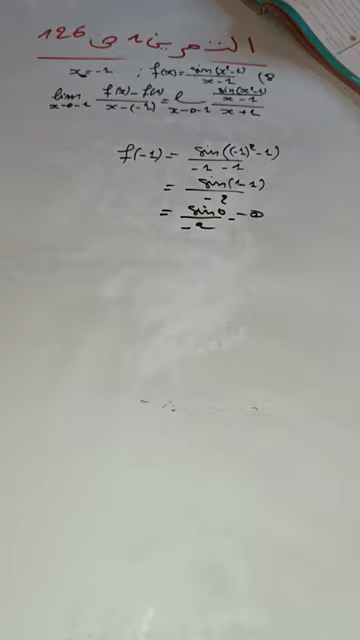 التمرين 1 ص 126
x₀ = -1 ; f(x) = sin(x²-1) / x-1 (8
lim x→-1 f(x) - f(-1) / x-(-1) = l x→-1 sin(x²-1) / x-1 / x+1
f(-1) = sin((-1)²-1) / -1-1
= sin(1-1) / -2
= sin0 / -2 = 0